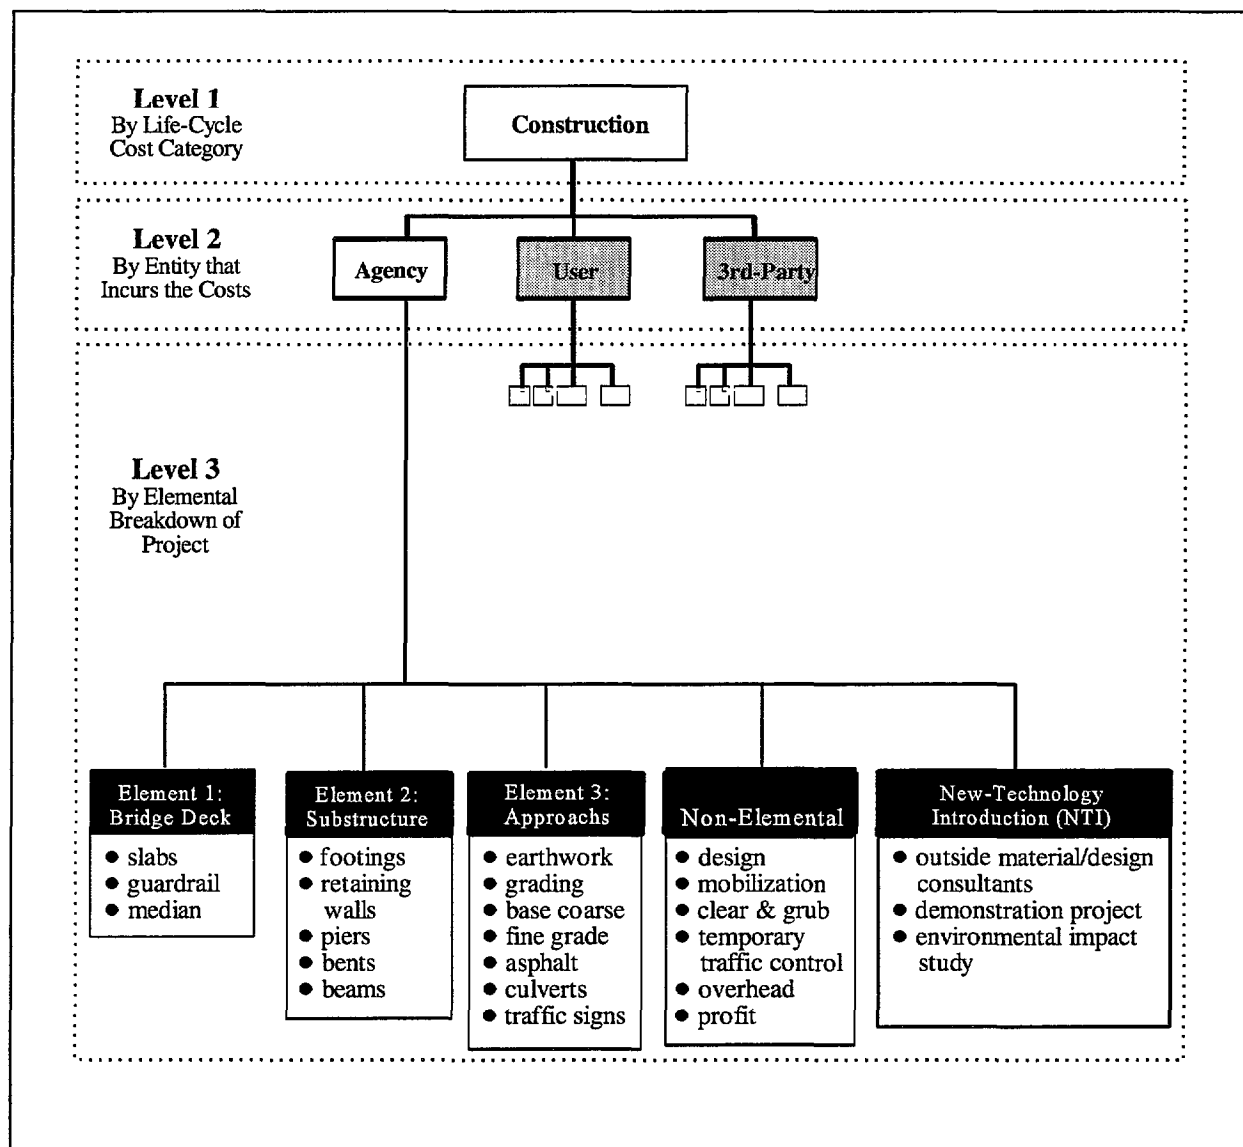 Level 1
By Life-Cycle
Cost Category
Construction
Level 2
By Entity that
Incurs the Costs
Agency
User
3rd-Party
Level 3
By Elemental
Breakdown of
Project
Element 1:
Bridge Deck
● slabs
● guardrail
● median
Element 2:
Substructure
● footings
● retaining
walls
● piers
● bents
● beams
Element 3:
Approachs
● earthwork
● grading
● base coarse
● fine grade
● asphalt
● culverts
● traffic signs
Non-Elemental
● design
● mobilization
● clear & grub
● temporary
traffic control
● overhead
● profit
New-Technology
Introduction (NTI)
● outside material/design
consultants
● demonstration project
● environmental impact
study